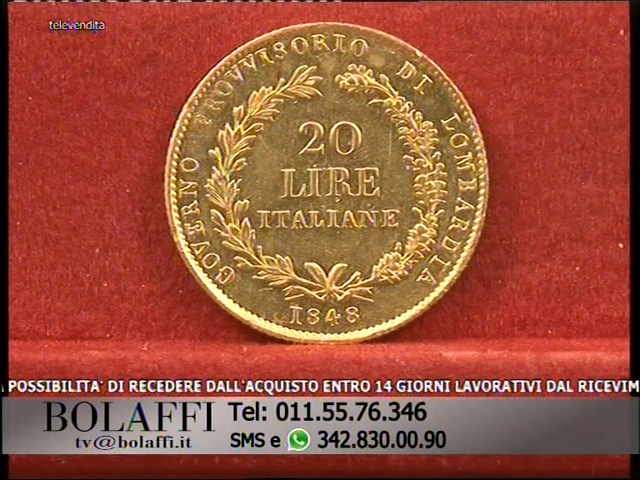 televendita
GOVERNO PROVVISORIO DI LOMBARDIA
20
LIRE
ITALIANE
1848
POSSIBILITA' DI RECEDERE DALL'ACQUISTO ENTRO 14 GIORNI LAVORATIVI DAL RICEVIM
BOLAFFI
tv@bolaffi.it
Tel: 011.55.76.346
SMS e 342.830.00.90